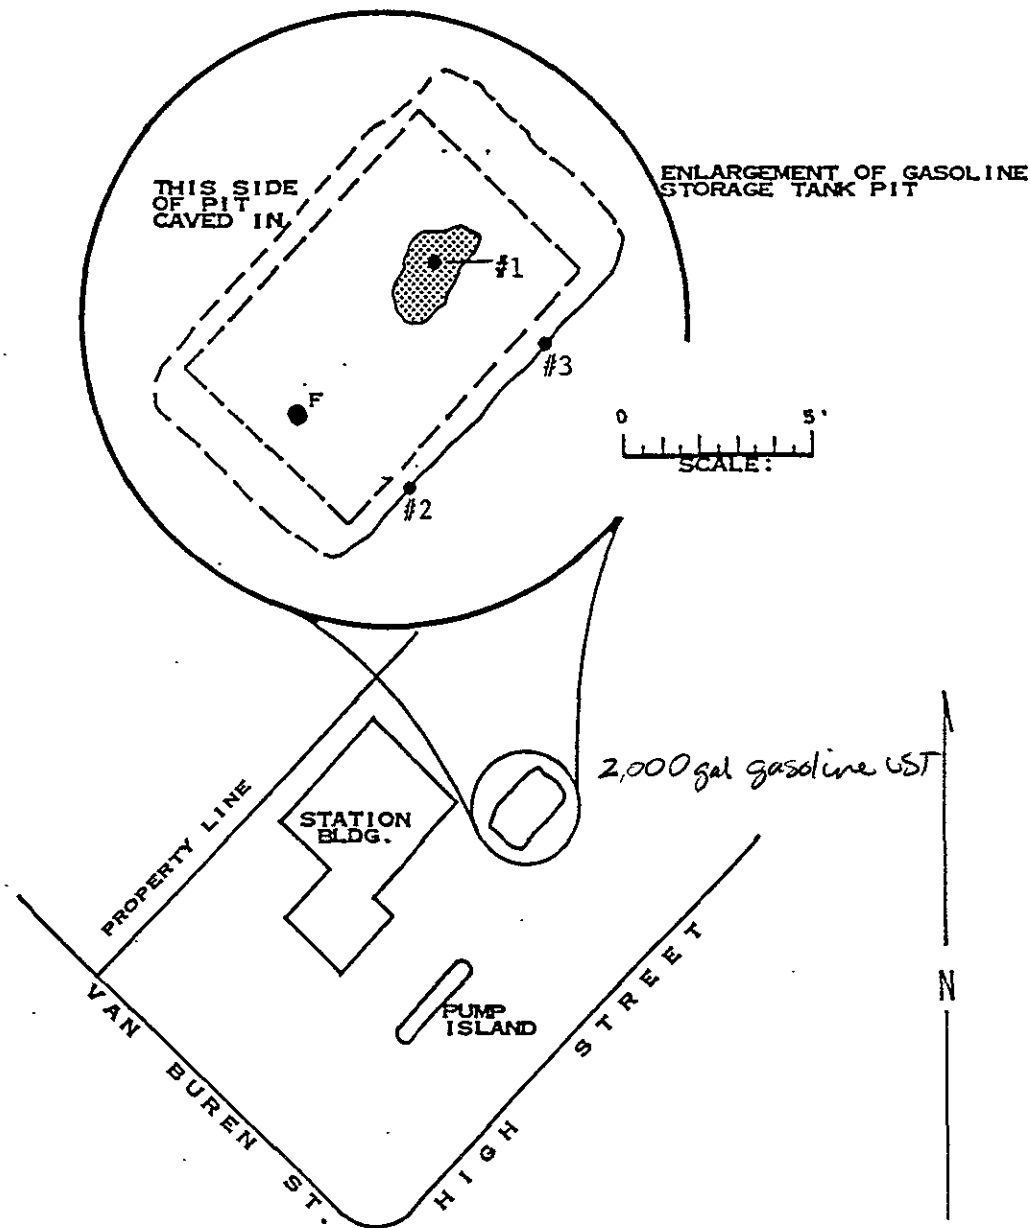 THIS SIDE
OF PIT
CAVED IN
ENLARGEMENT OF GASOLINE
STORAGE TANK PIT
#1
#3
F
0 5'
SCALE:
#2
2,000 gal gasoline UST
STATION
BLDG.
PROPERTY LINE
PUMP
ISLAND
N
VAN BUREN ST.
HIGH STREET